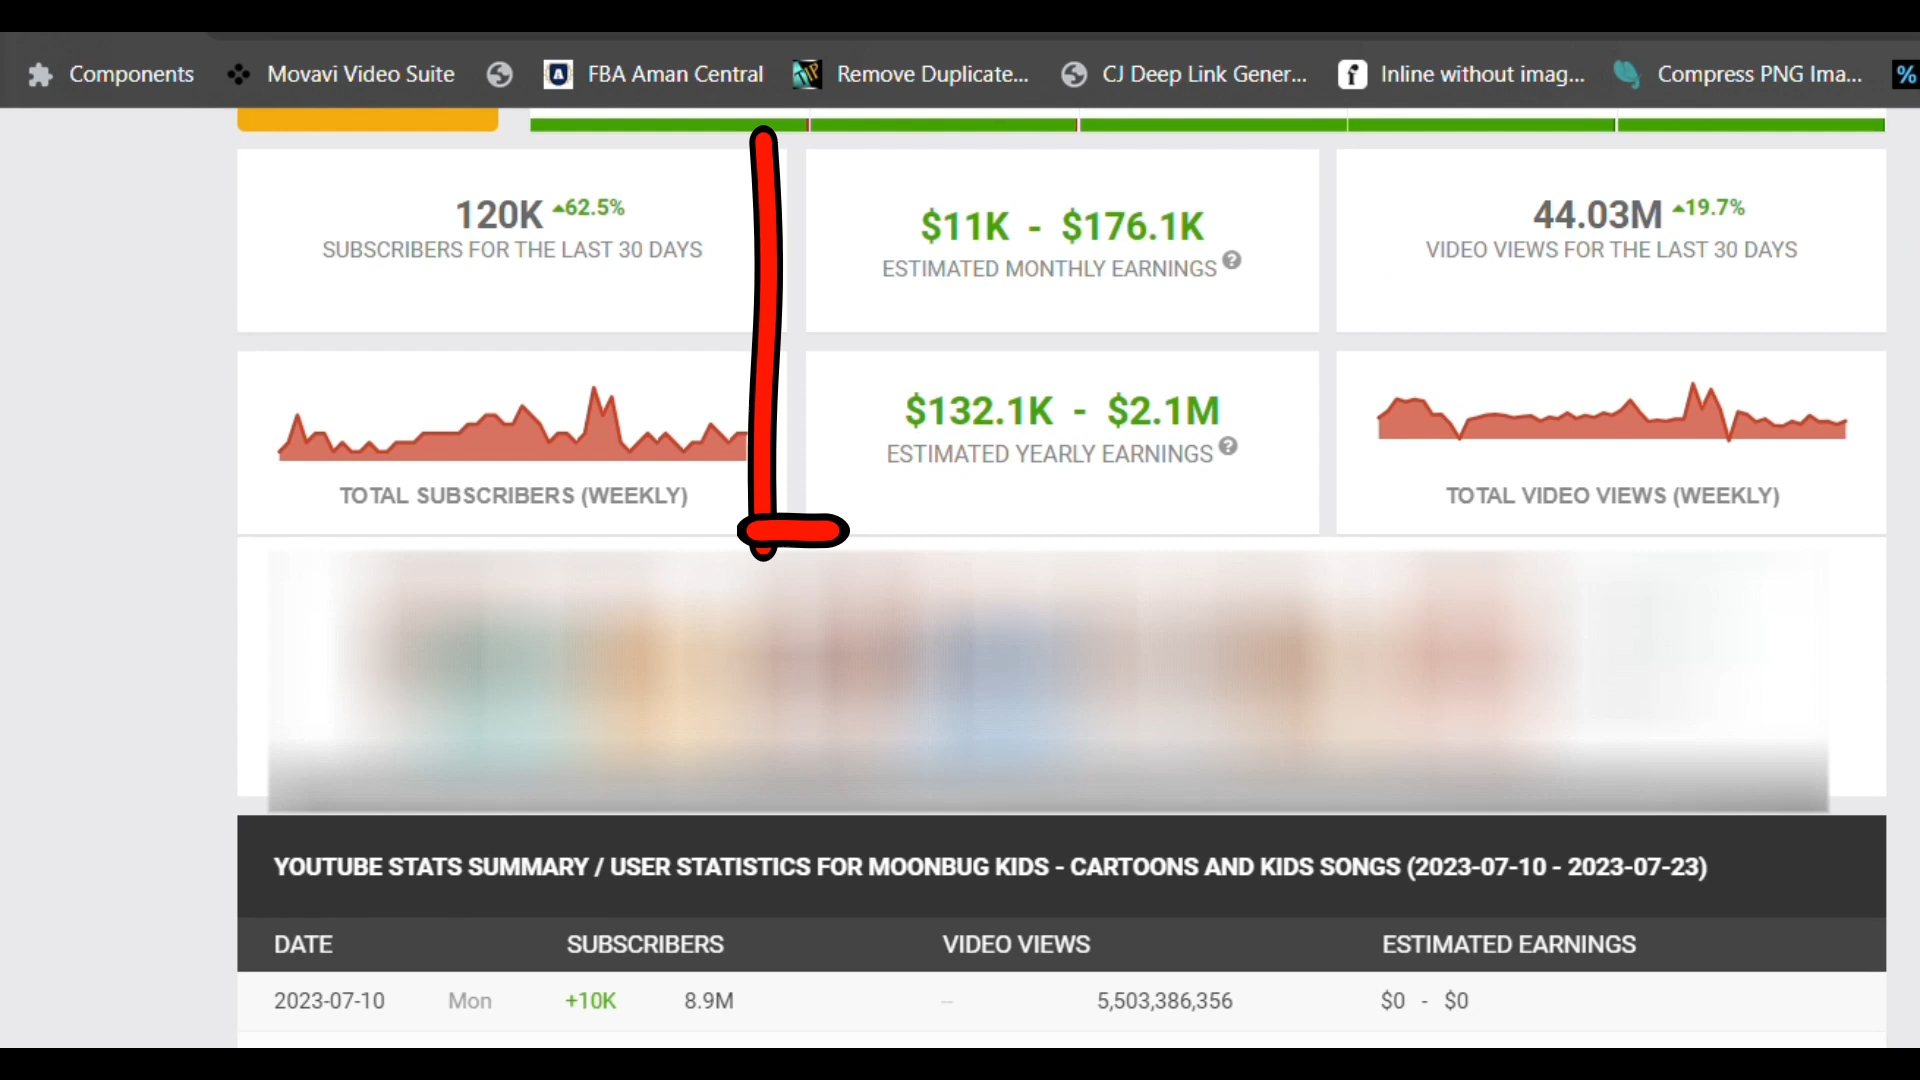 Components Movavi Video Suite FBA Aman Central Remove Duplicate... CJ Deep Link Gener... Inline without imag... Compress PNG Ima... %
120K 62.5%
SUBSCRIBERS FOR THE LAST 30 DAYS
$11K - $176.1K
ESTIMATED MONTHLY EARNINGS ?
44.03M 19.7%
VIDEO VIEWS FOR THE LAST 30 DAYS
TOTAL SUBSCRIBERS (WEEKLY)
$132.1K - $2.1M
ESTIMATED YEARLY EARNINGS ?
TOTAL VIDEO VIEWS (WEEKLY)
YOUTUBE STATS SUMMARY / USER STATISTICS FOR MOONBUG KIDS - CARTOONS AND KIDS SONGS (2023-07-10 - 2023-07-23)
DATE SUBSCRIBERS VIDEO VIEWS ESTIMATED EARNINGS
2023-07-10 Mon +10K 8.9M -- 5,503,386,356 $0 - $0